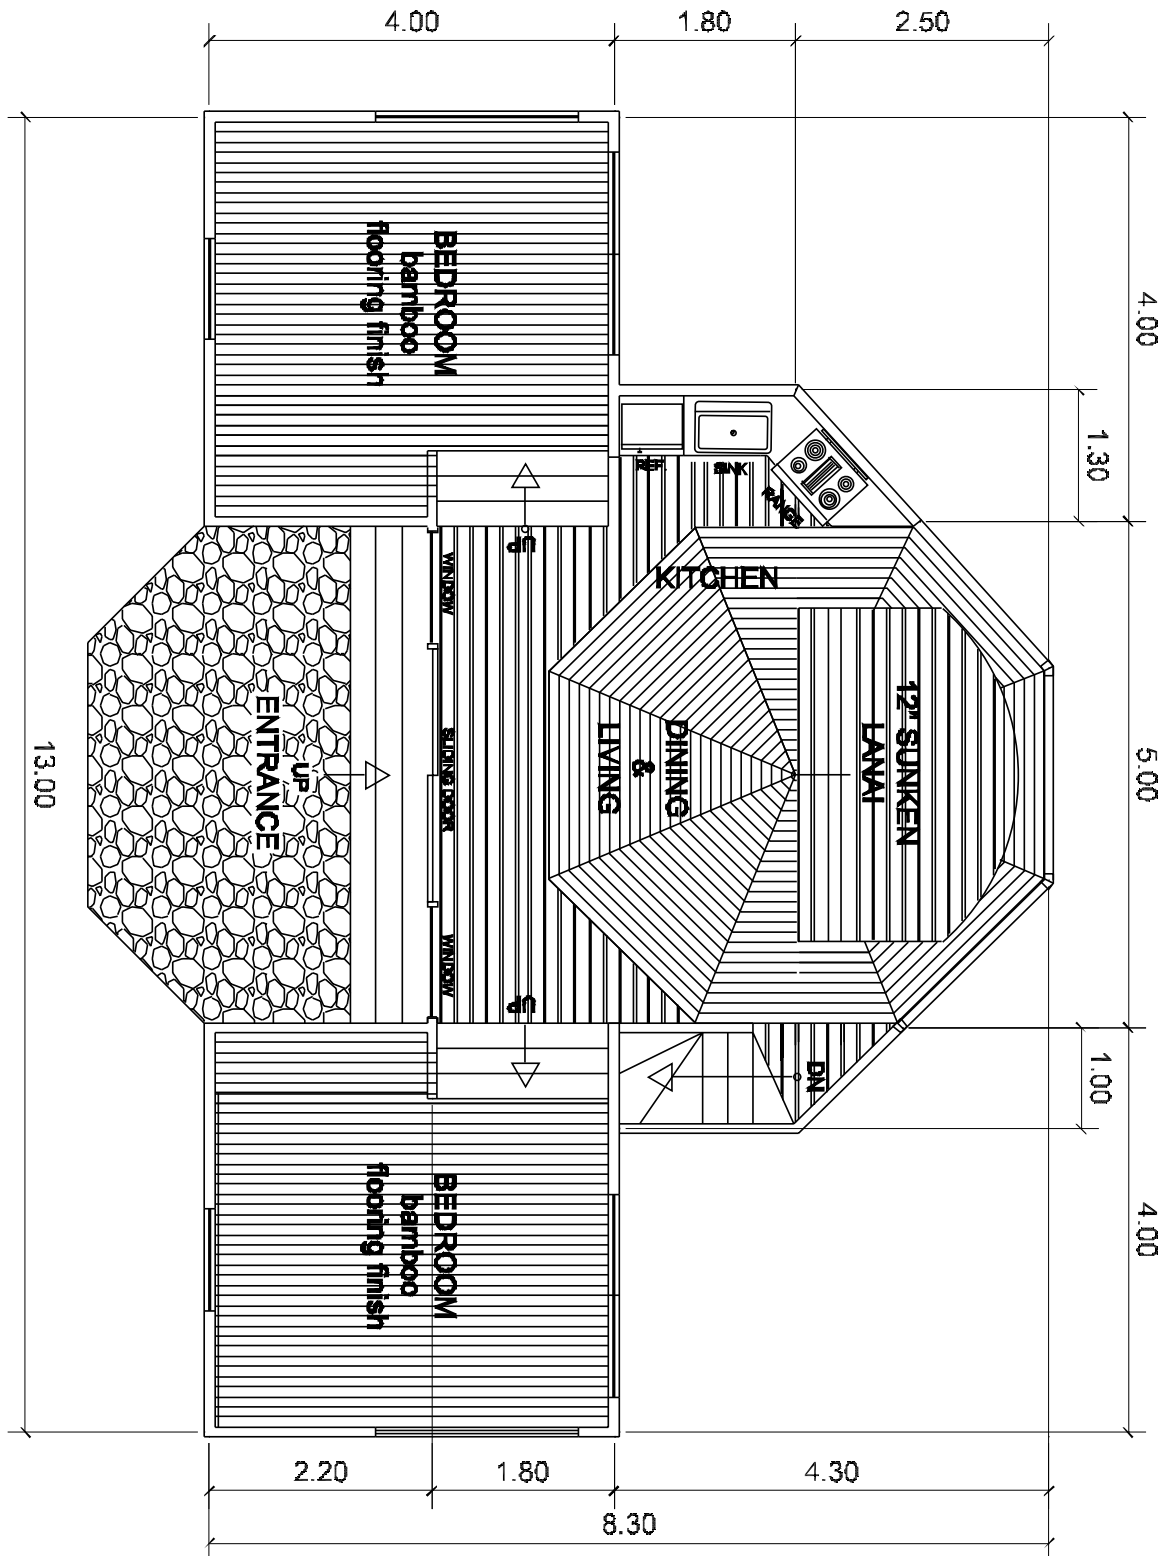 4.00
1.80
2.50
BEDROOM
bamboo
flooring finish
4.00
1.30
REF.
SINK
RANGE
UP
WINDOW
KITCHEN
12" SUNKEN
LANAI
DINING
&
LIVING
SLIDING DOOR
ENTRANCE
UP
13.00
5.00
WINDOW
UP
DN
1.00
BEDROOM
bamboo
flooring finish
4.00
2.20
1.80
4.30
8.30